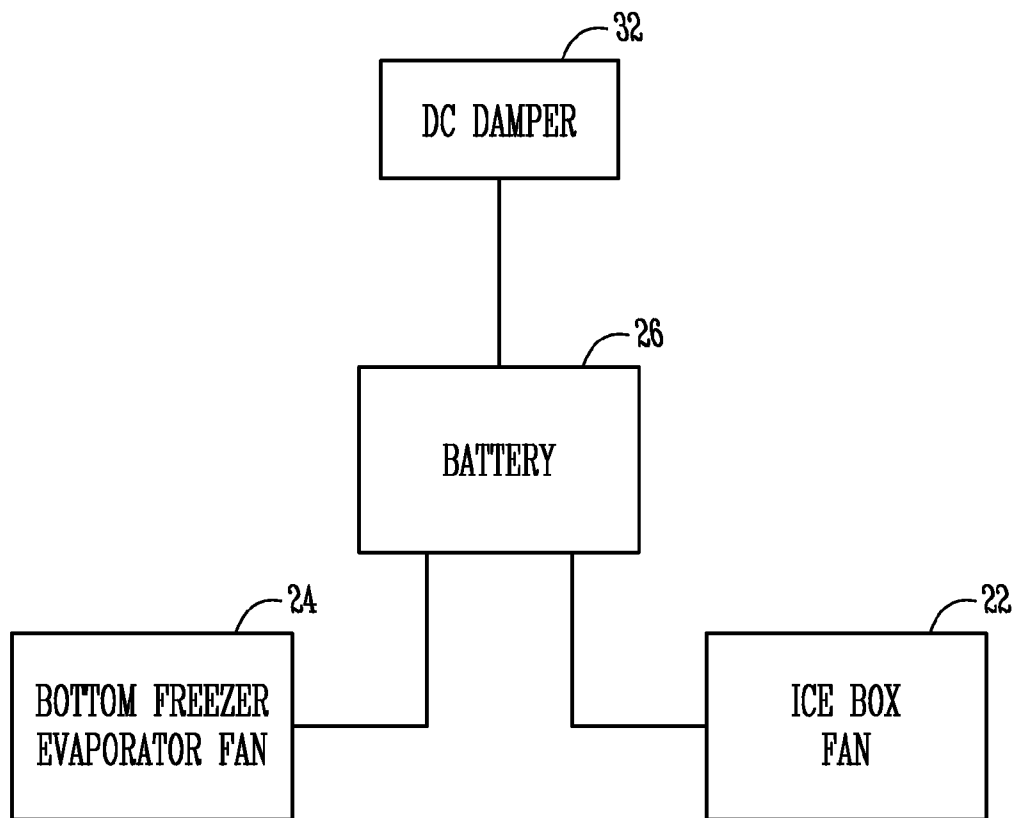 32
DC DAMPER
26
BATTERY
24
BOTTOM FREEZER
EVAPORATOR FAN
22
ICE BOX
FAN